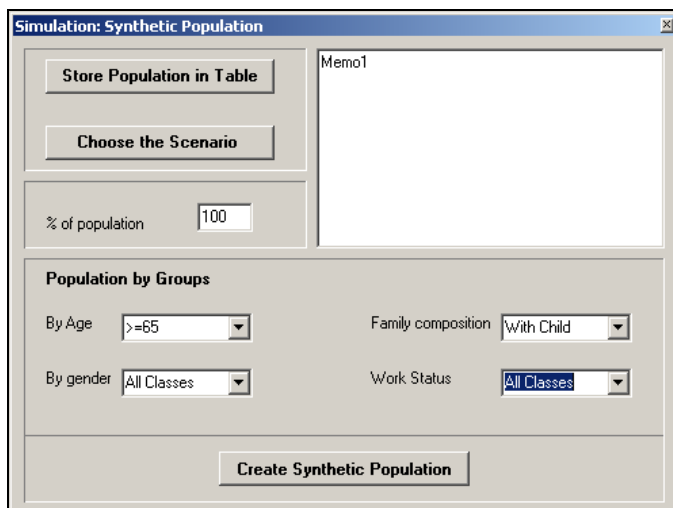 Simulation: Synthetic Population
Store Population in Table
Choose the Scenario
Memo1
% of population 100
Population by Groups
By Age >=65 Family composition With Child
By gender All Classes Work Status All Classes
Create Synthetic Population